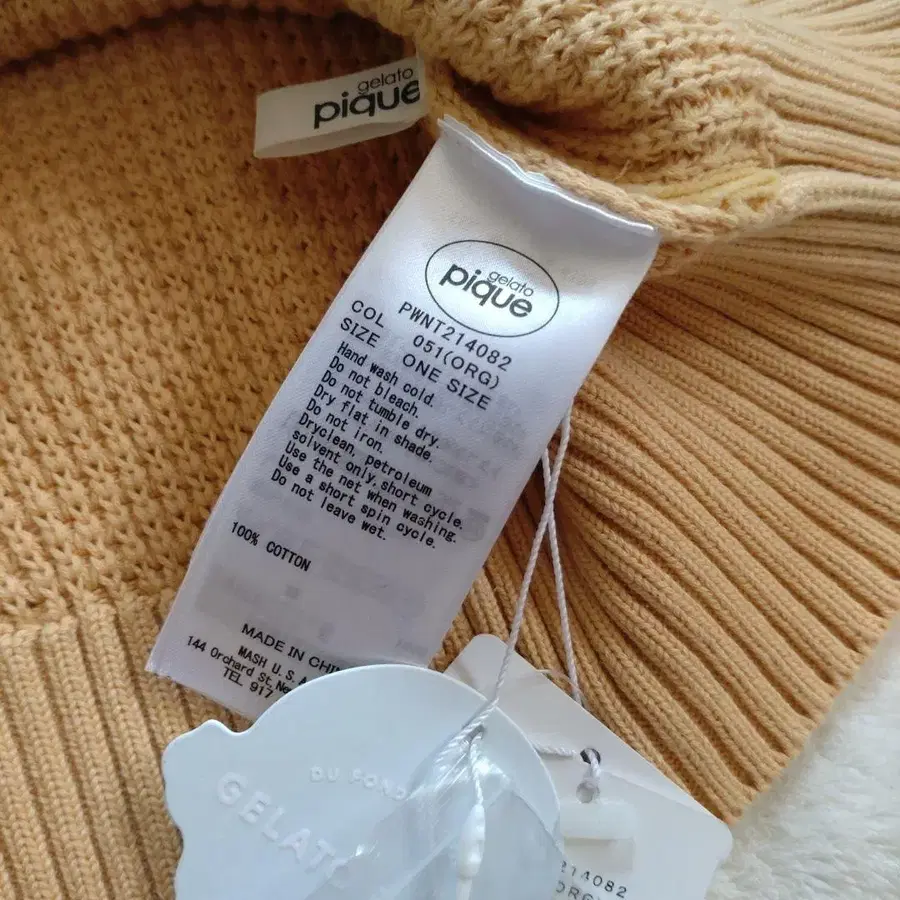 gelato
pique
gelato
pique
PWNT214082
COL 051(ORG)
SIZE ONE SIZE
Hand wash cold.
Do not bleach.
Do not tumble dry.
Dry flat in shade.
Do not iron.
Dryclean, petroleum
solvent only, short cycle.
Use the net when washing.
Use a short spin cycle.
Do not leave wet.
100% COTTON
MADE IN
MASH U.S.
144 Orchard St,
TEL 917
DU
GELATO
214082